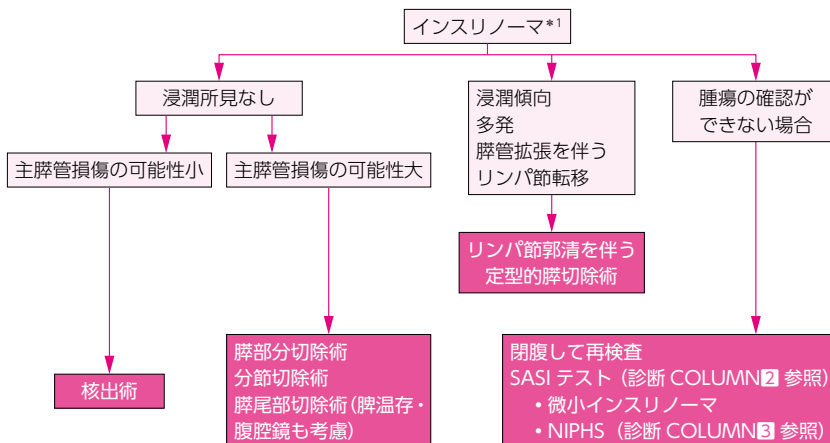 インスリノーマ*1
浸潤所見なし
浸潤傾向
多発
膵管拡張を伴う
リンパ節転移
腫瘍の確認が
できない場合
主膵管損傷の可能性小
主膵管損傷の可能性大
リンパ節郭清を伴う
定型的膵切除術
核出術
膵部分切除術
分節切除術
膵尾部切除術(脾温存・
腹腔鏡も考慮)
閉腹して再検査
SASI テスト(診断 COLUMN2 参照)
・微小インスリノーマ
・NIPHS(診断 COLUMN3 参照)